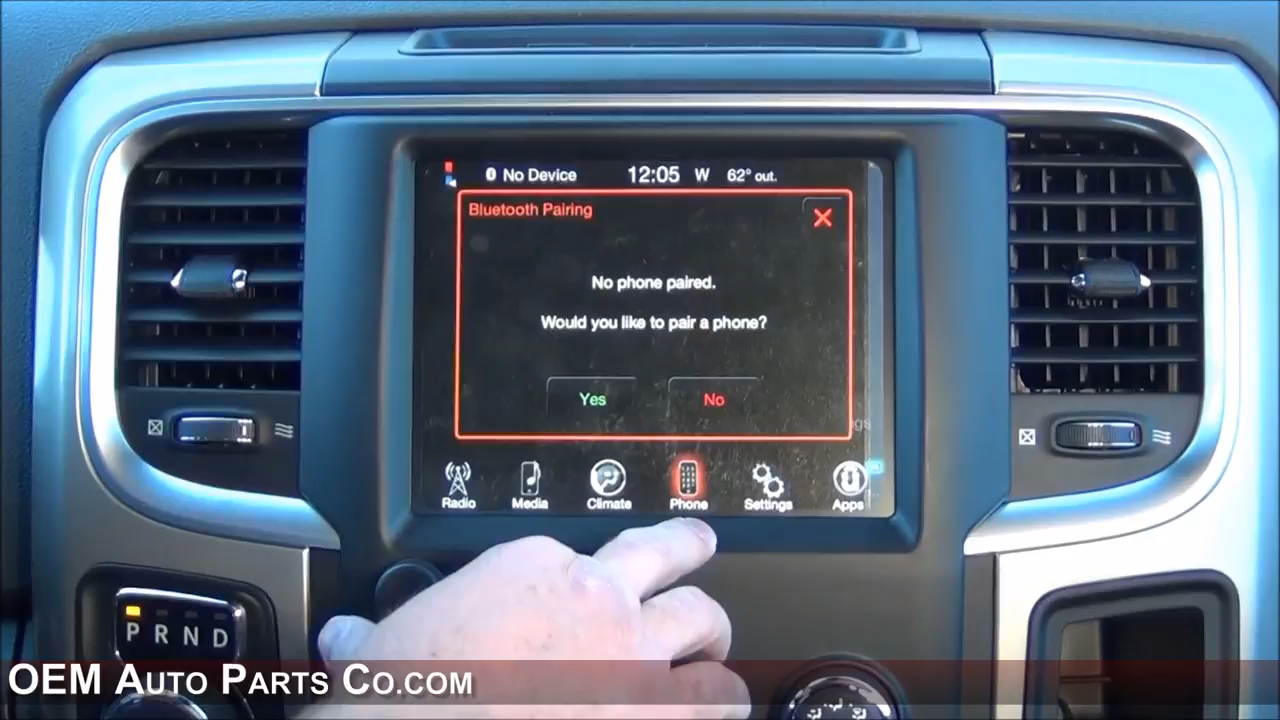 No Device 12:05 W 62° out.
Bluetooth Pairing
No phone paired.
Would you like to pair a phone?
Yes No
Radio Media Climate Phone Settings Apps
P R N D
OEM AUTO PARTS CO.COM